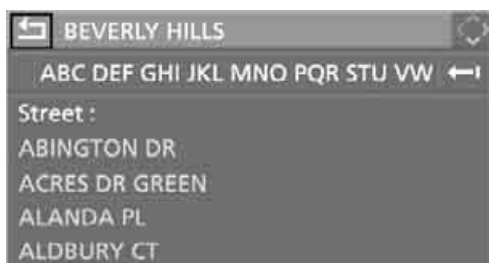 BEVERLY HILLS
ABC DEF GHI JKL MNO PQR STU VW
Street :
ABINGTON DR
ACRES DR GREEN
ALANDA PL
ALDBURY CT